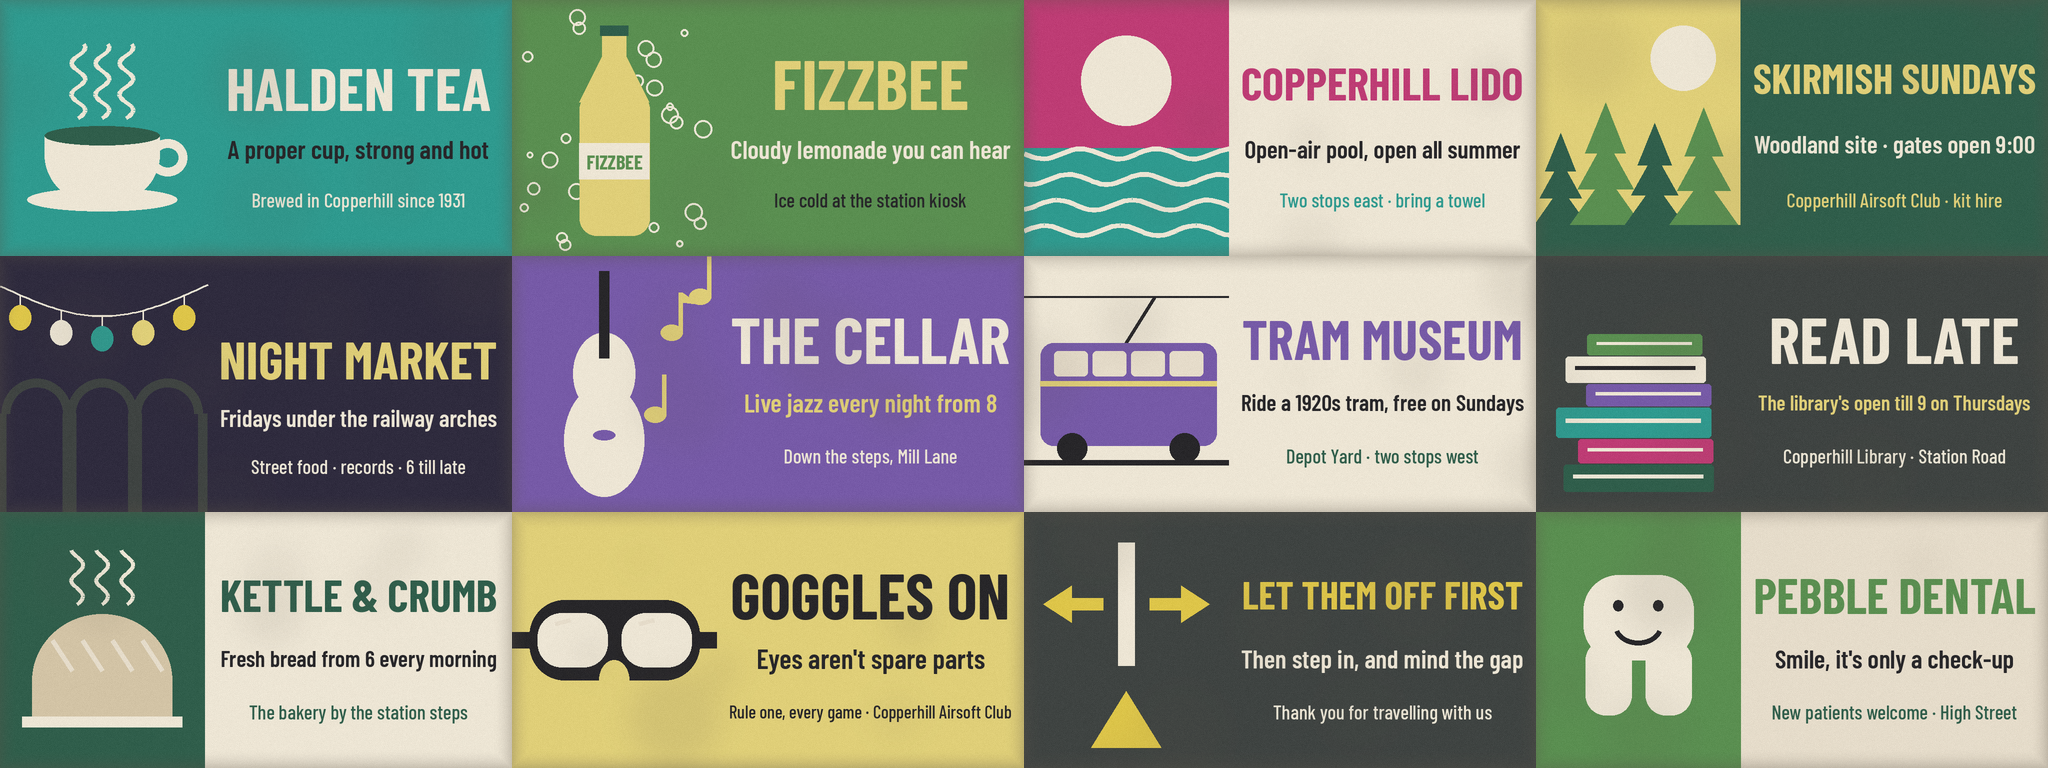 HALDEN TEA
A proper cup, strong and hot
Brewed in Copperhill since 1931
FIZZBEE
FIZZBEE
Cloudy lemonade you can hear
Ice cold at the station kiosk
COPPERHILL LIDO
Open-air pool, open all summer
Two stops east · bring a towel
SKIRMISH SUNDAYS
Woodland site · gates open 9:00
Copperhill Airsoft Club · kit hire
NIGHT MARKET
Fridays under the railway arches
Street food · records · 6 till late
THE CELLAR
Live jazz every night from 8
Down the steps, Mill Lane
TRAM MUSEUM
Ride a 1920s tram, free on Sundays
Depot Yard · two stops west
READ LATE
The library's open till 9 on Thursdays
Copperhill Library · Station Road
KETTLE & CRUMB
Fresh bread from 6 every morning
The bakery by the station steps
GOGGLES ON
Eyes aren't spare parts
Rule one, every game · Copperhill Airsoft Club
LET THEM OFF FIRST
Then step in, and mind the gap
Thank you for travelling with us
PEBBLE DENTAL
Smile, it's only a check-up
New patients welcome · High Street